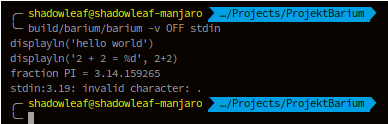 shadowleaf@shadowleaf-manjaro …/Projects/ProjektBarium
build/barium/barium -v OFF stdin
displayln('hello world')
displayln('2 + 2 = %d', 2+2)
fraction PI = 3.14.159265
stdin:3.19: invalid character: .
shadowleaf@shadowleaf-manjaro …/Projects/ProjektBarium